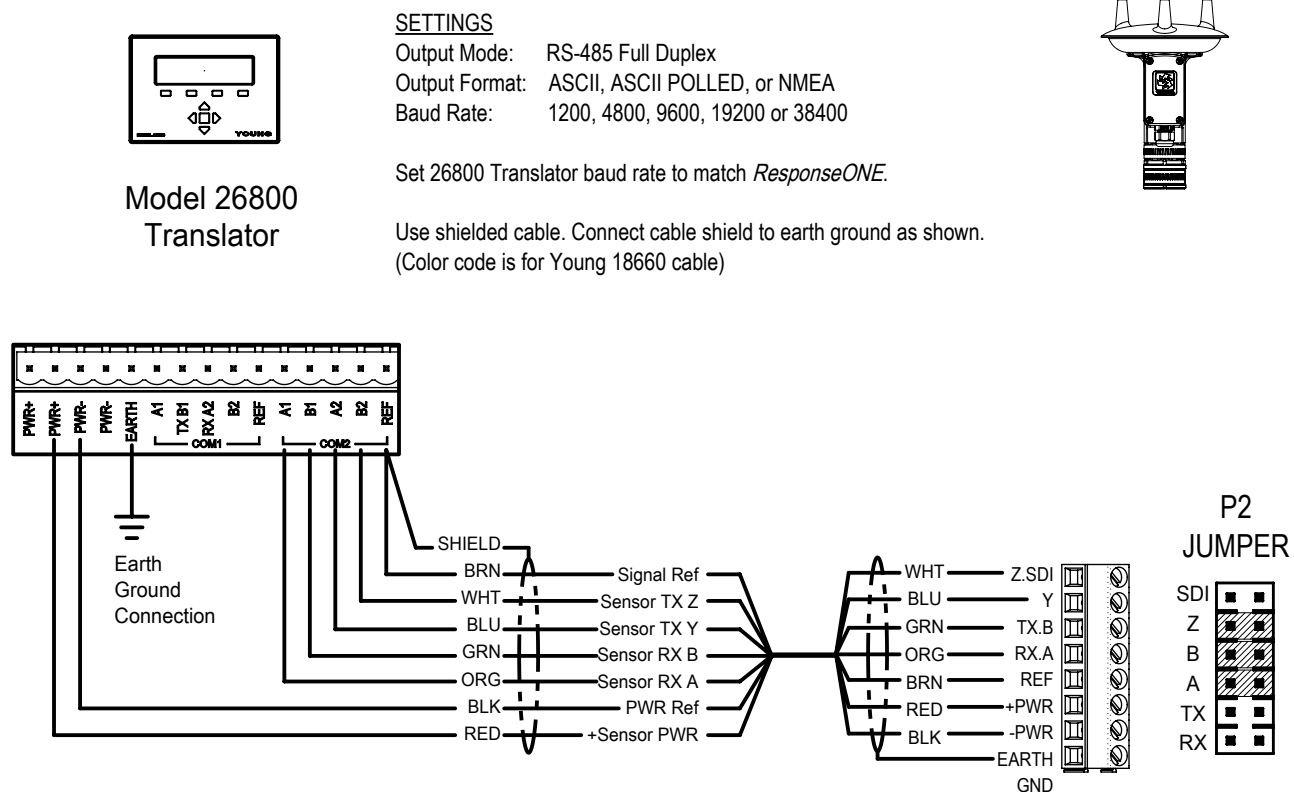 SETTINGS
Output Mode: RS-485 Full Duplex
Output Format: ASCII, ASCII POLLED, or NMEA
Baud Rate: 1200, 4800, 9600, 19200 or 38400
Set 26800 Translator baud rate to match ResponseONE.
Use shielded cable. Connect cable shield to earth ground as shown.
(Color code is for Young 18660 cable)
YOUNG
Model 26800
Translator
PWR+
PWR+
PWR-
PWR-
EARTH
A1
TX B1
RX A2
B2
REF
COM1
A1
B1
A2
B2
REF
COM2
Earth
Ground
Connection
SHIELD
BRN Signal Ref
WHT Sensor TX Z
BLU Sensor TX Y
GRN Sensor RX B
ORG Sensor RX A
BLK PWR Ref
RED +Sensor PWR
WHT Z.SDI
BLU Y
GRN TX.B
ORG RX.A
BRN REF
RED +PWR
BLK -PWR
EARTH
GND
P2
JUMPER
SDI
Z
B
A
TX
RX